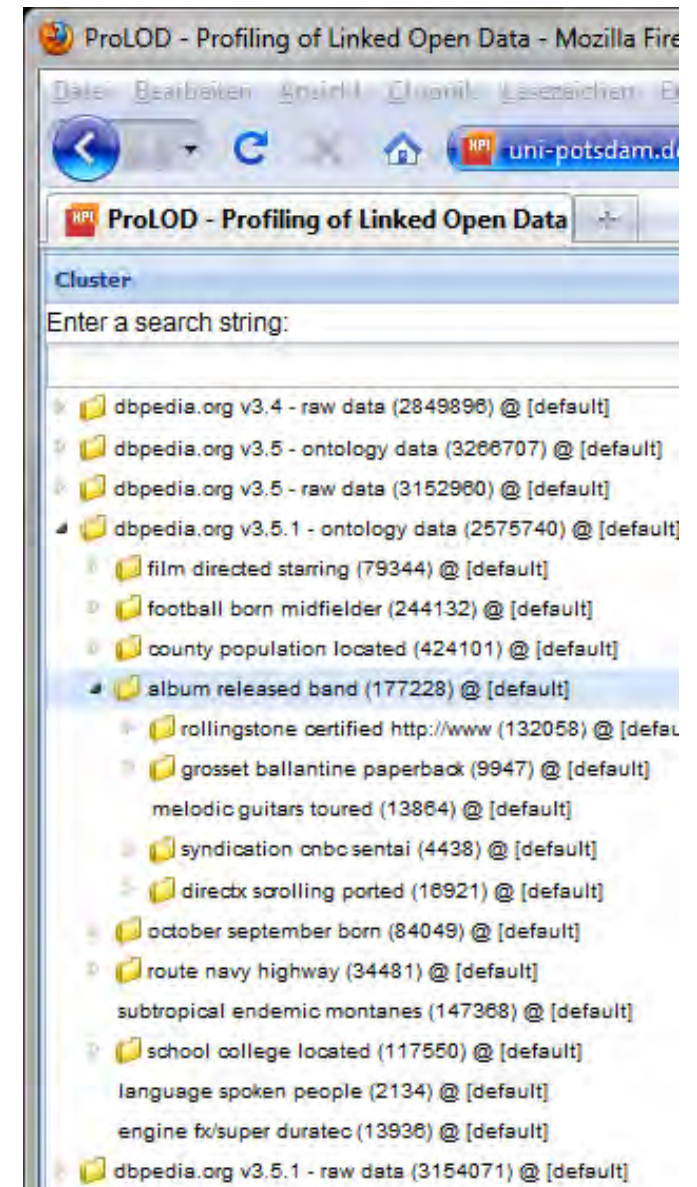 ProLOD - Profiling of Linked Open Data - Mozilla Fire
Datei Bearbeiten Ansicht Chronik Lesezeichen E
HPI uni-potsdam.de
HPI ProLOD - Profiling of Linked Open Data
Cluster
Enter a search string:
dbpedia.org v3.4 - raw data (2849896) @ [default]
dbpedia.org v3.5 - ontology data (3266707) @ [default]
dbpedia.org v3.5 - raw data (3152960) @ [default]
dbpedia.org v3.5.1 - ontology data (2575740) @ [default]
film directed starring (79344) @ [default]
football born midfielder (244132) @ [default]
county population located (424101) @ [default]
album released band (177228) @ [default]
rollingstone certified http://www (132058) @ [defau
grosset ballantine paperback (9947) @ [default]
melodic guitars toured (13864) @ [default]
syndication cnbc sentai (4438) @ [default]
directx scrolling ported (16921) @ [default]
october september born (84049) @ [default]
route navy highway (34481) @ [default]
subtropical endemic montanes (147368) @ [default]
school college located (117550) @ [default]
language spoken people (2134) @ [default]
engine fx/super duratec (13936) @ [default]
dbpedia.org v3.5.1 - raw data (3154071) @ [default]